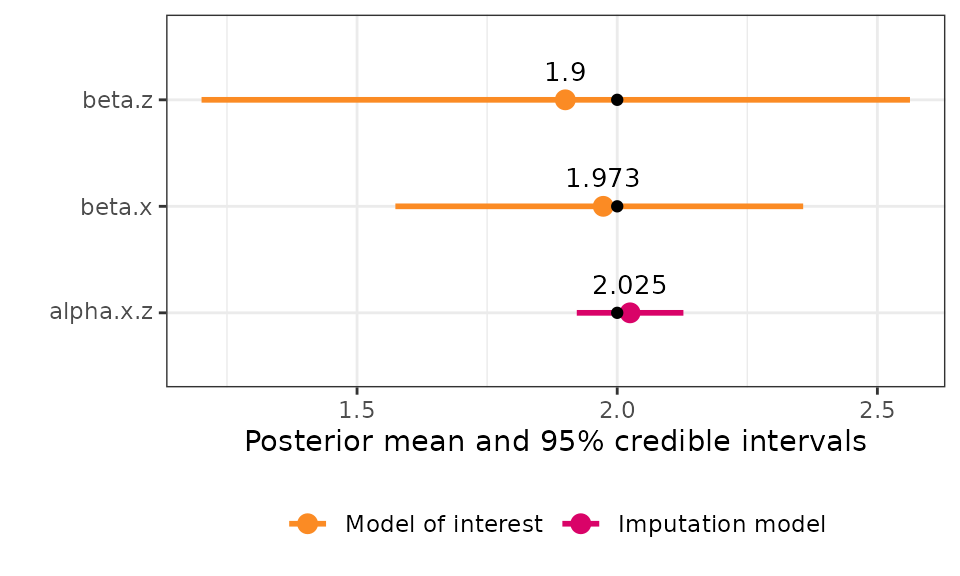 1.9
beta.z
1.973
beta.x
2.025
alpha.x.z
1.5 2.0 2.5
Posterior mean and 95% credible intervals
Model of interest Imputation model